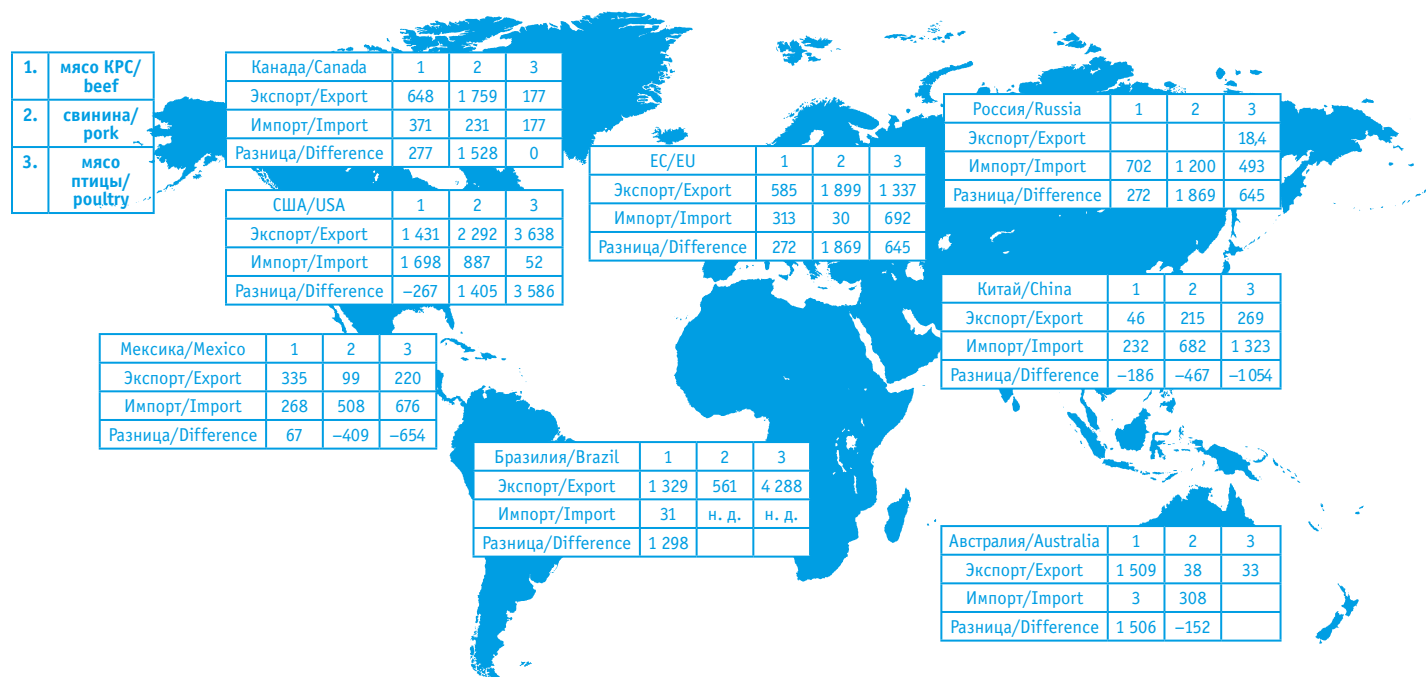 1. мясо КРС/
beef
2. свинина/
pork
3. мясо
птицы/
poultry
Канада/Canada 1 2 3
Экспорт/Export 648 1 759 177
Импорт/Import 371 231 177
Разница/Difference 277 1 528 0
США/USA 1 2 3
Экспорт/Export 1 431 2 292 3 638
Импорт/Import 1 698 887 52
Разница/Difference –267 1 405 3 586
Мексика/Mexico 1 2 3
Экспорт/Export 335 99 220
Импорт/Import 268 508 676
Разница/Difference 67 –409 –654
ЕС/EU 1 2 3
Экспорт/Export 585 1 899 1 337
Импорт/Import 313 30 692
Разница/Difference 272 1 869 645
Бразилия/Brazil 1 2 3
Экспорт/Export 1 329 561 4 288
Импорт/Import 31 н. д. н. д.
Разница/Difference 1 298
Россия/Russia 1 2 3
Экспорт/Export 18,4
Импорт/Import 702 1 200 493
Разница/Difference 272 1 869 645
Китай/China 1 2 3
Экспорт/Export 46 215 269
Импорт/Import 232 682 1 323
Разница/Difference –186 –467 –1 054
Австралия/Australia 1 2 3
Экспорт/Export 1 509 38 33
Импорт/Import 3 308
Разница/Difference 1 506 –152